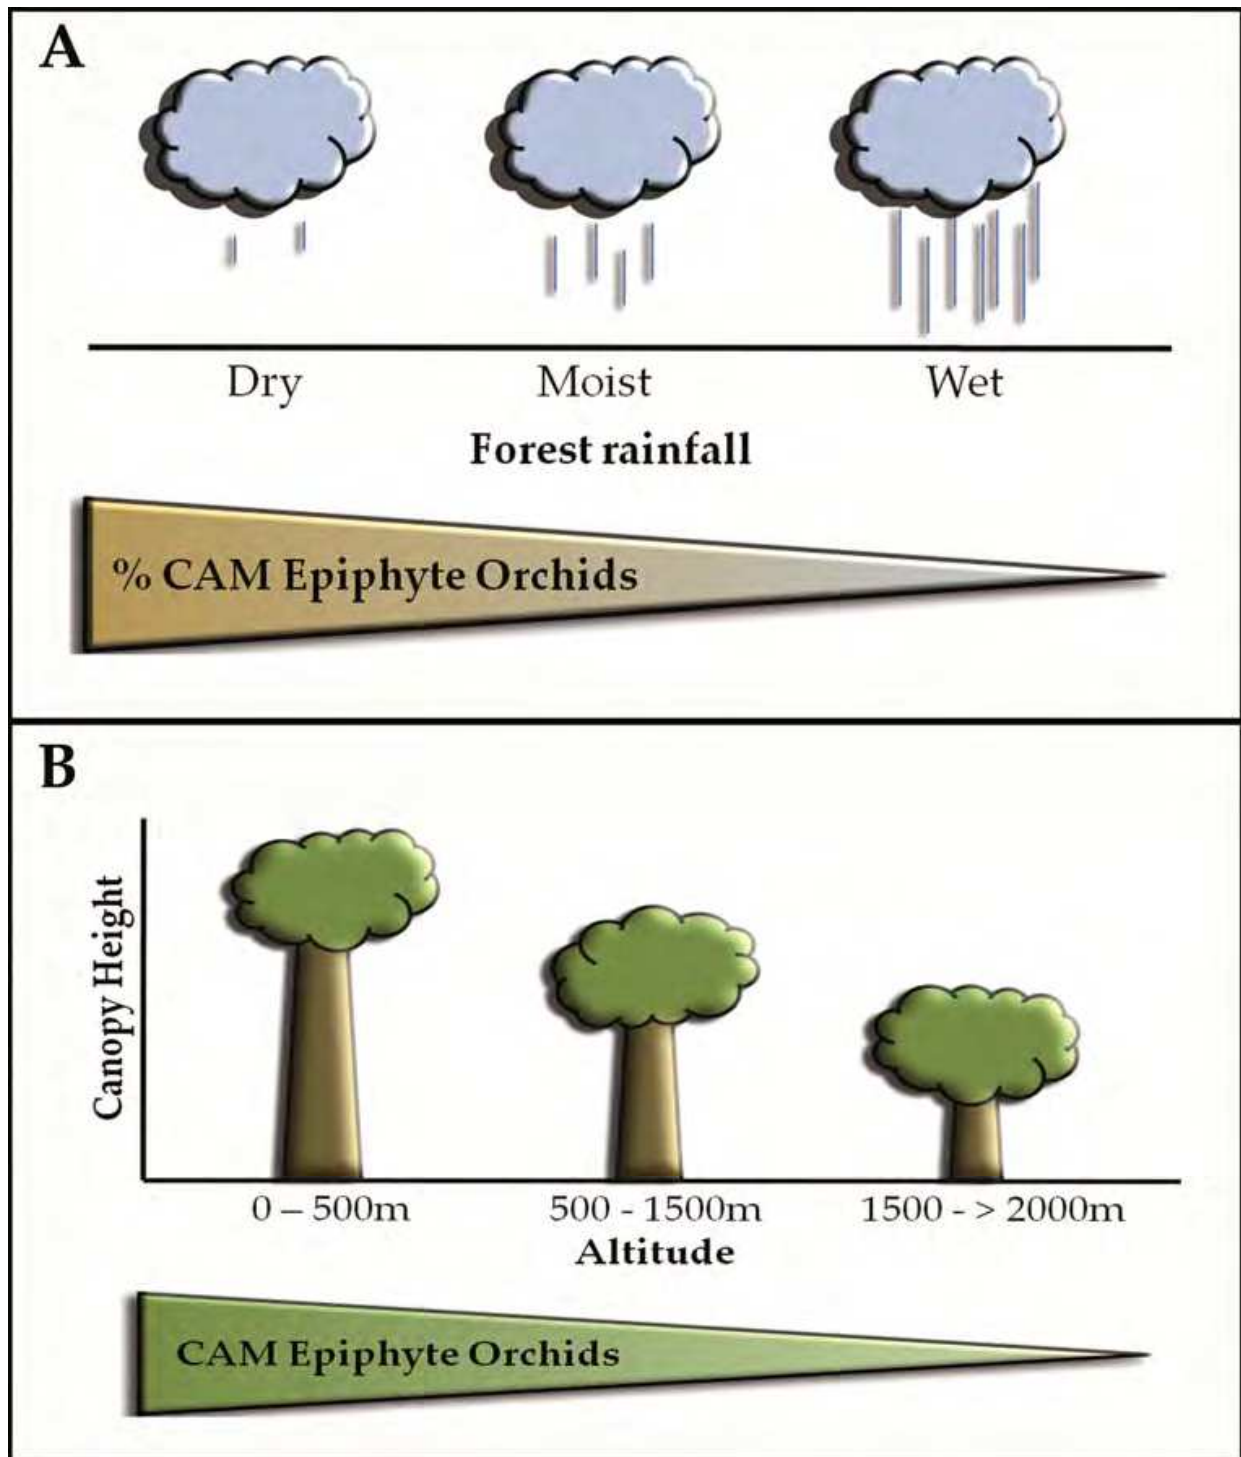 A
Dry
Moist
Wet
Forest rainfall
% CAM Epiphyte Orchids
B
Canopy Height
0 – 500m
500 - 1500m
1500 - > 2000m
Altitude
CAM Epiphyte Orchids